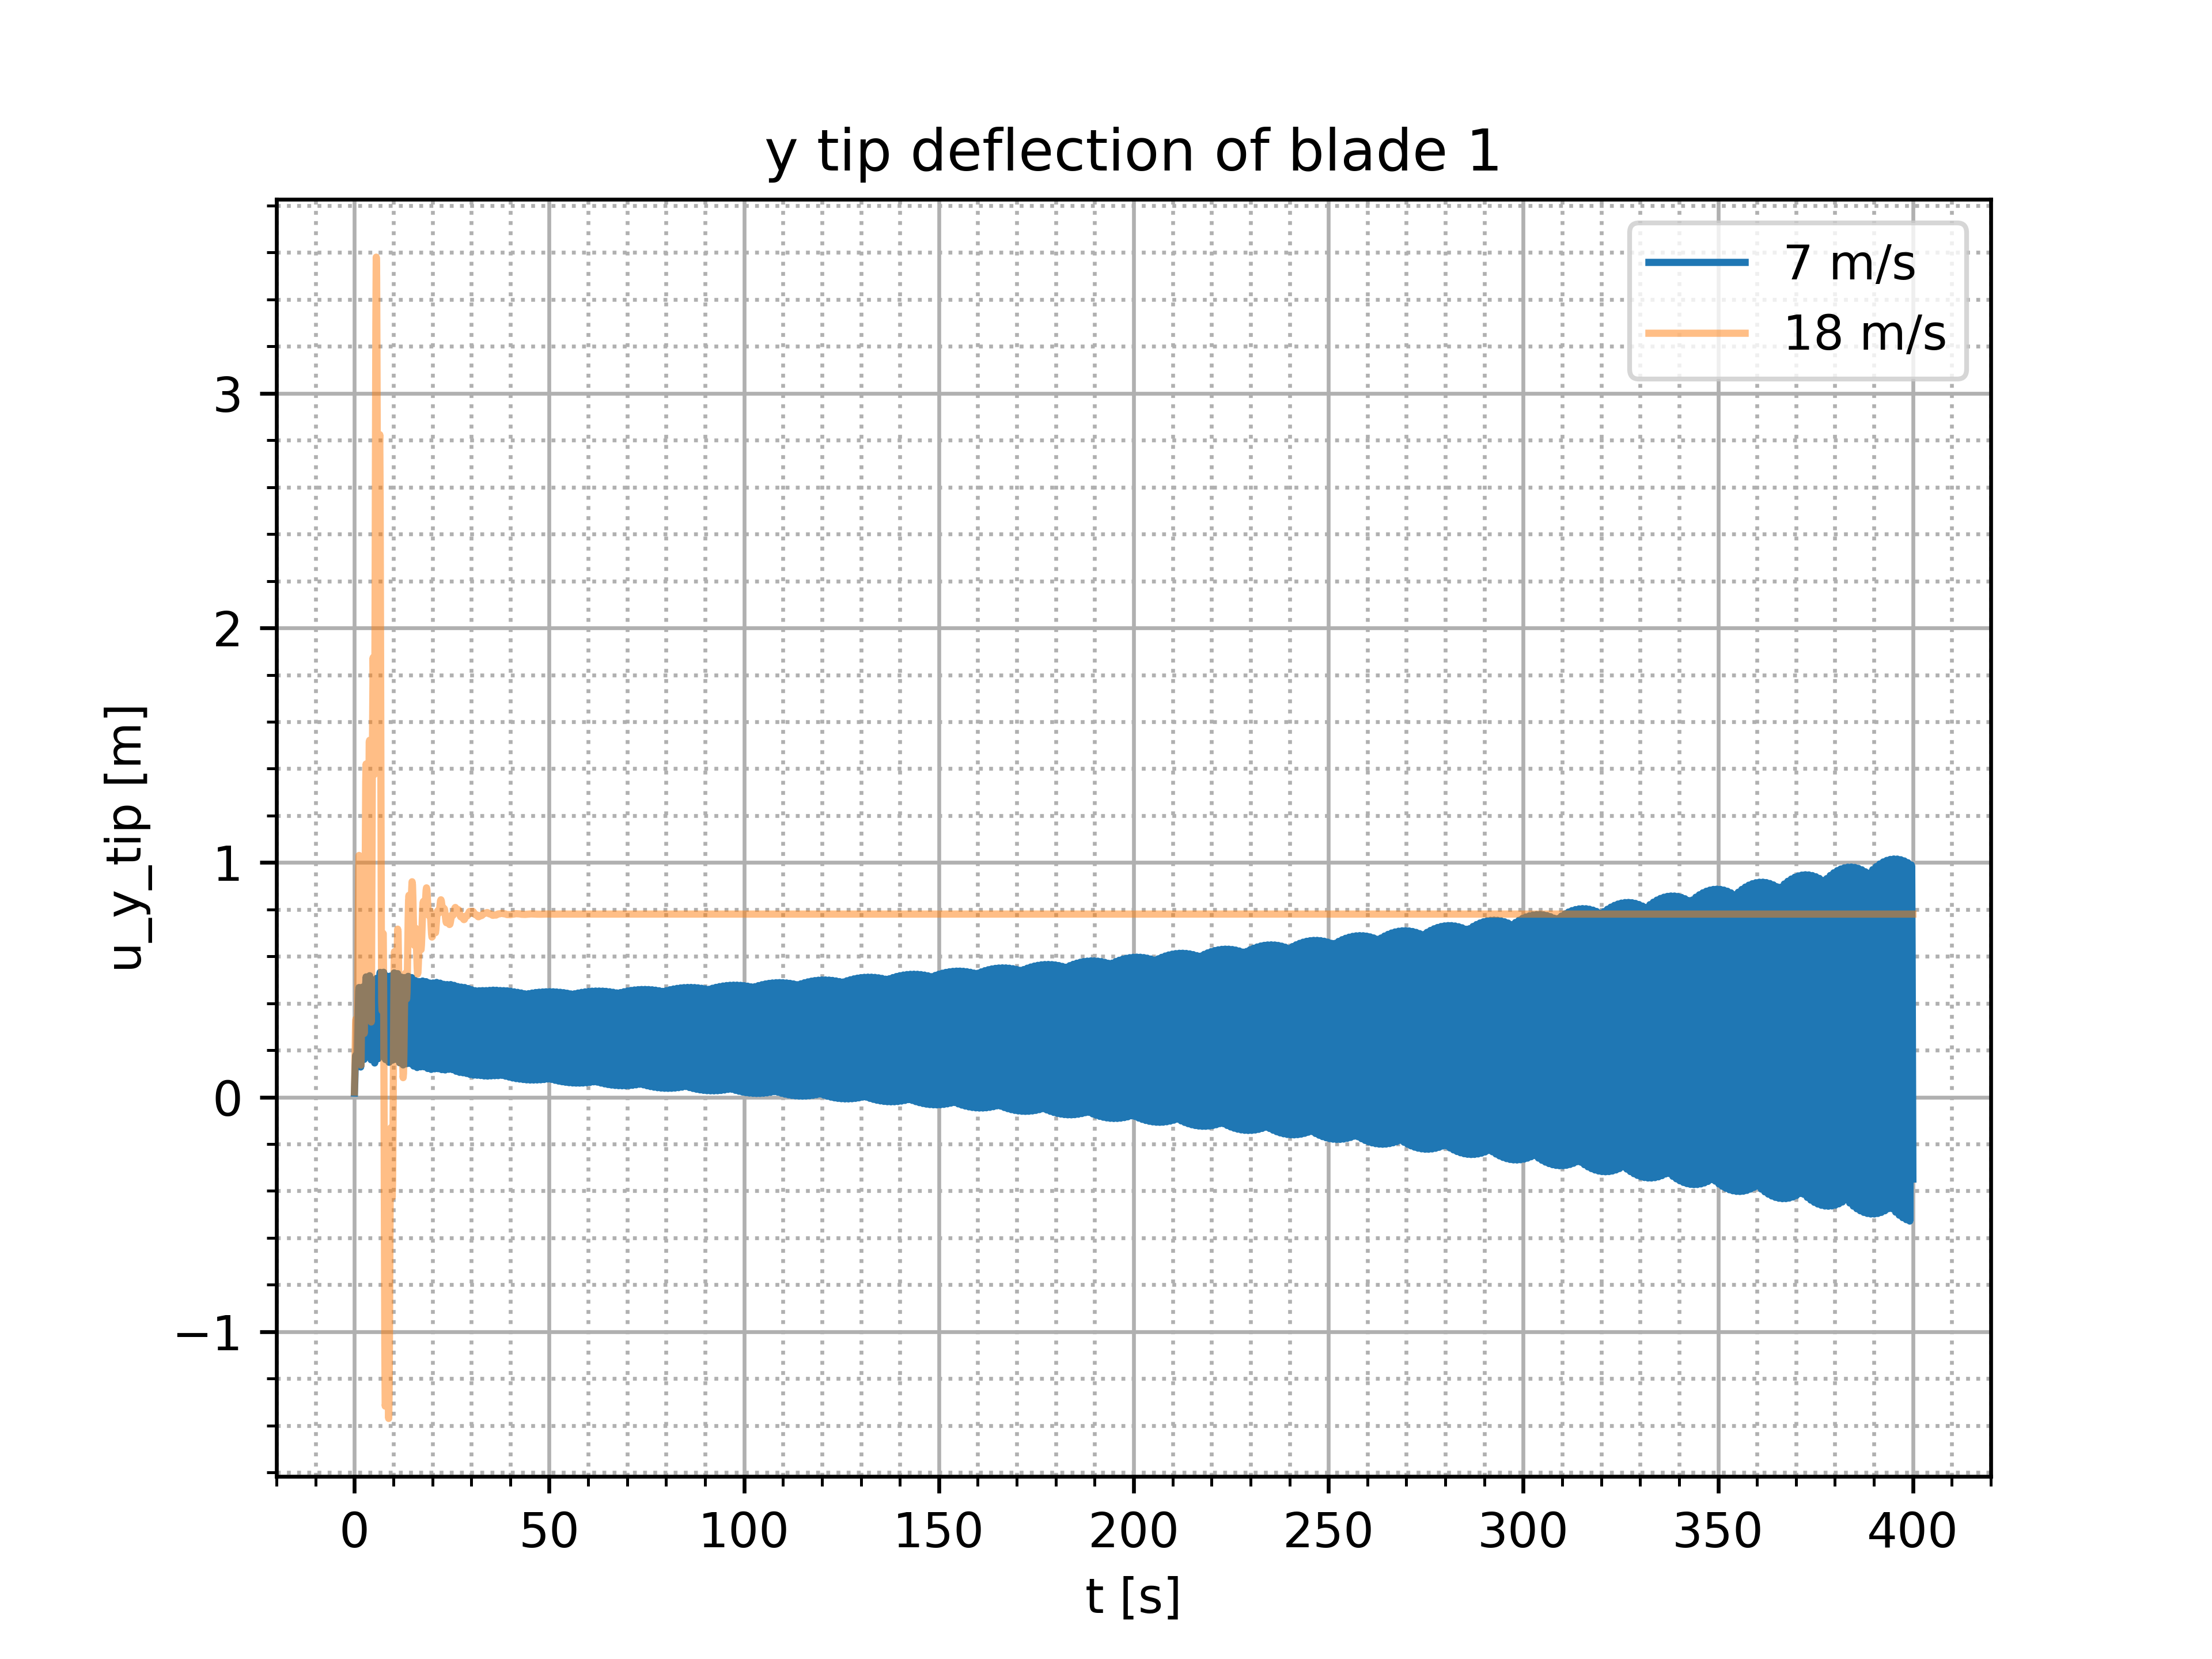 y tip deflection of blade 1
7 m/s
18 m/s
u_y_tip [m]
3
2
1
0
−1
0 50 100 150 200 250 300 350 400
t [s]